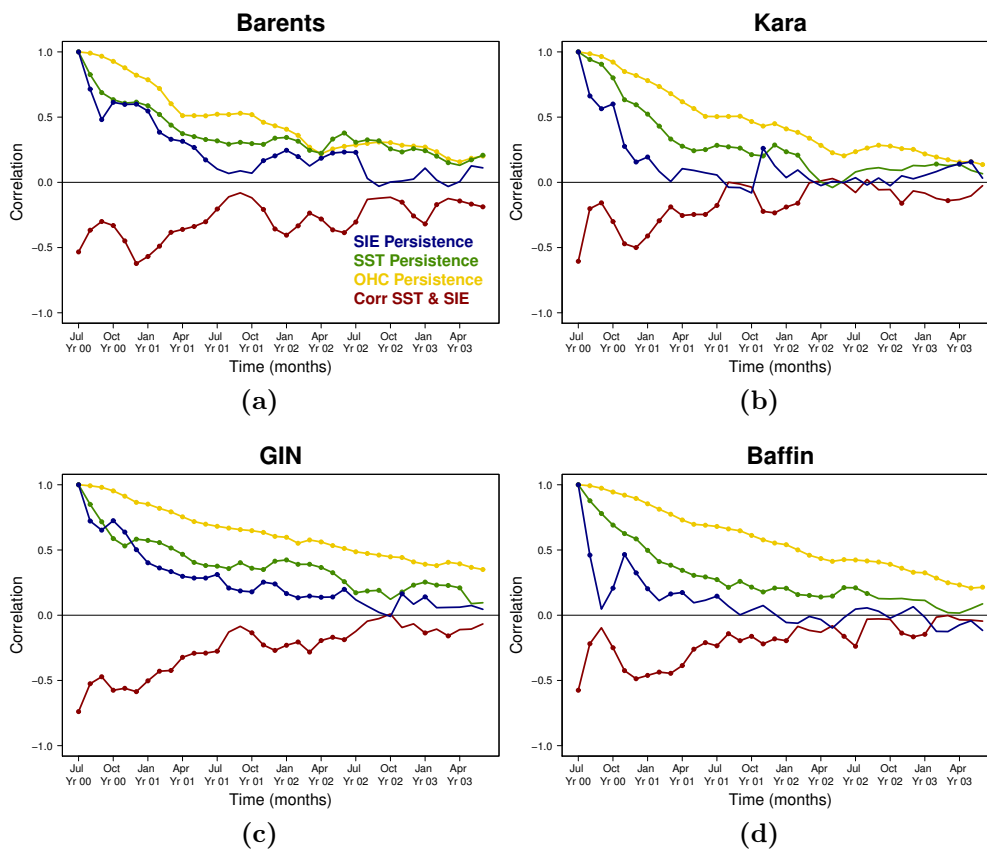 Barents
1.0
0.5
0.0
−0.5
−1.0
Correlation
SIE Persistence
SST Persistence
OHC Persistence
Corr SST & SIE
Jul Oct Jan Apr Jul Oct Jan Apr Jul Oct Jan Apr
Yr 00 Yr 00 Yr 01 Yr 01 Yr 01 Yr 01 Yr 02 Yr 02 Yr 02 Yr 02 Yr 03 Yr 03
Time (months)
(a)
Kara
1.0
0.5
0.0
−0.5
−1.0
Correlation
Jul Oct Jan Apr Jul Oct Jan Apr Jul Oct Jan Apr
Yr 00 Yr 00 Yr 01 Yr 01 Yr 01 Yr 01 Yr 02 Yr 02 Yr 02 Yr 02 Yr 03 Yr 03
Time (months)
(b)
GIN
1.0
0.5
0.0
−0.5
−1.0
Correlation
Jul Oct Jan Apr Jul Oct Jan Apr Jul Oct Jan Apr
Yr 00 Yr 00 Yr 01 Yr 01 Yr 01 Yr 01 Yr 02 Yr 02 Yr 02 Yr 02 Yr 03 Yr 03
Time (months)
(c)
Baffin
1.0
0.5
0.0
−0.5
−1.0
Correlation
Jul Oct Jan Apr Jul Oct Jan Apr Jul Oct Jan Apr
Yr 00 Yr 00 Yr 01 Yr 01 Yr 01 Yr 01 Yr 02 Yr 02 Yr 02 Yr 02 Yr 03 Yr 03
Time (months)
(d)